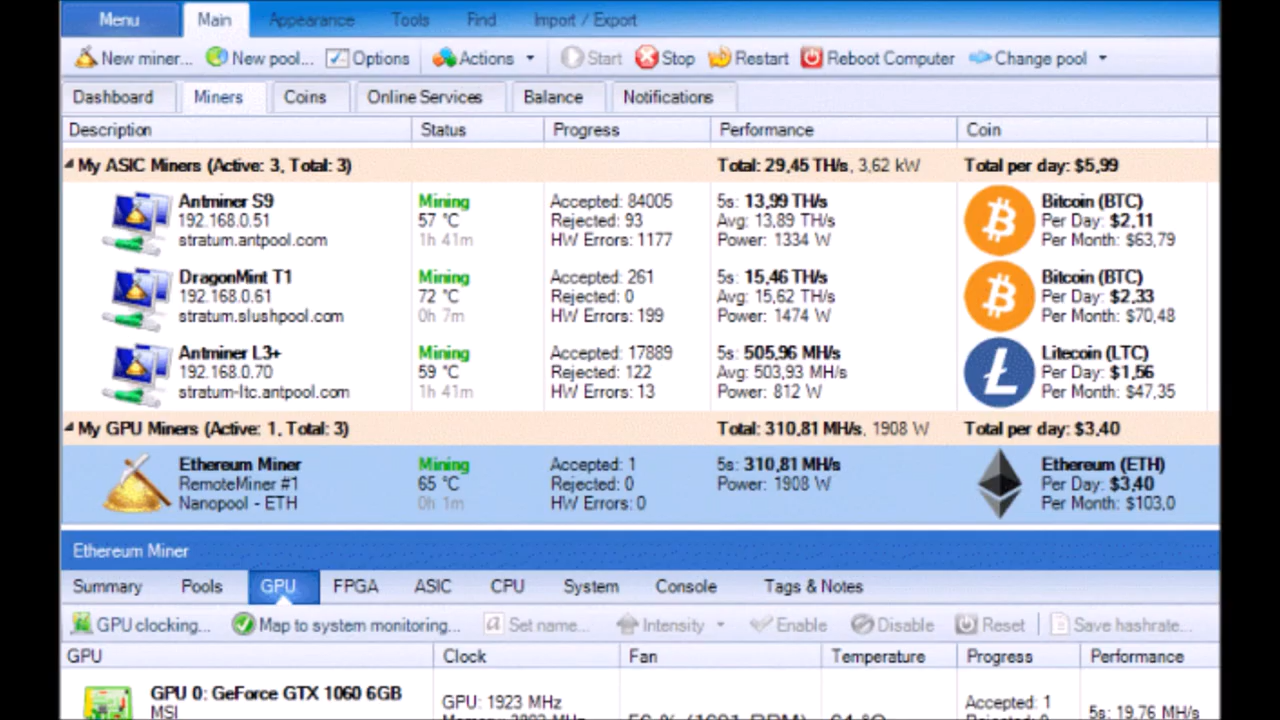 Menu Main Appearance Tools Find Import / Export
New miner... New pool... Options Actions Start Stop Restart Reboot Computer Change pool
Dashboard Miners Coins Online Services Balance Notifications
Description Status Progress Performance Coin
My ASIC Miners (Active: 3, Total: 3) Total: 29,45 TH/s, 3,62 kW Total per day: $5,99
Antminer S9 Mining Accepted: 84005 5s: 13,99 TH/s Bitcoin (BTC)
192.168.0.51 57 °C Rejected: 93 Avg: 13,89 TH/s Per Day: $2,11
stratum.antpool.com 1h 41m HW Errors: 1177 Power: 1334 W Per Month: $63,79
DragonMint T1 Mining Accepted: 261 5s: 15,46 TH/s Bitcoin (BTC)
192.168.0.61 72 °C Rejected: 0 Avg: 15,62 TH/s Per Day: $2,33
stratum.slushpool.com 0h 7m HW Errors: 199 Power: 1474 W Per Month: $70,48
Antminer L3+ Mining Accepted: 17889 5s: 505,96 MH/s Litecoin (LTC)
192.168.0.70 59 °C Rejected: 122 Avg: 503,93 MH/s Per Day: $1,56
stratum-ltc.antpool.com 1h 41m HW Errors: 13 Power: 812 W Per Month: $47,35
My GPU Miners (Active: 1, Total: 3) Total: 310,81 MH/s, 1908 W Total per day: $3,40
Ethereum Miner Mining Accepted: 1 5s: 310,81 MH/s Ethereum (ETH)
RemoteMiner #1 65 °C Rejected: 0 Power: 1908 W Per Day: $3,40
Nanopool - ETH 0h 1m HW Errors: 0 Per Month: $103,0
Ethereum Miner
Summary Pools GPU FPGA ASIC CPU System Console Tags & Notes
GPU clocking... Map to system monitoring... Set name... Intensity Enable Disable Reset Save hashrate...
GPU Clock Fan Temperature Progress Performance
GPU 0: GeForce GTX 1060 6GB GPU: 1923 MHz Accepted: 1 5s: 19,76 MH/s
MSI